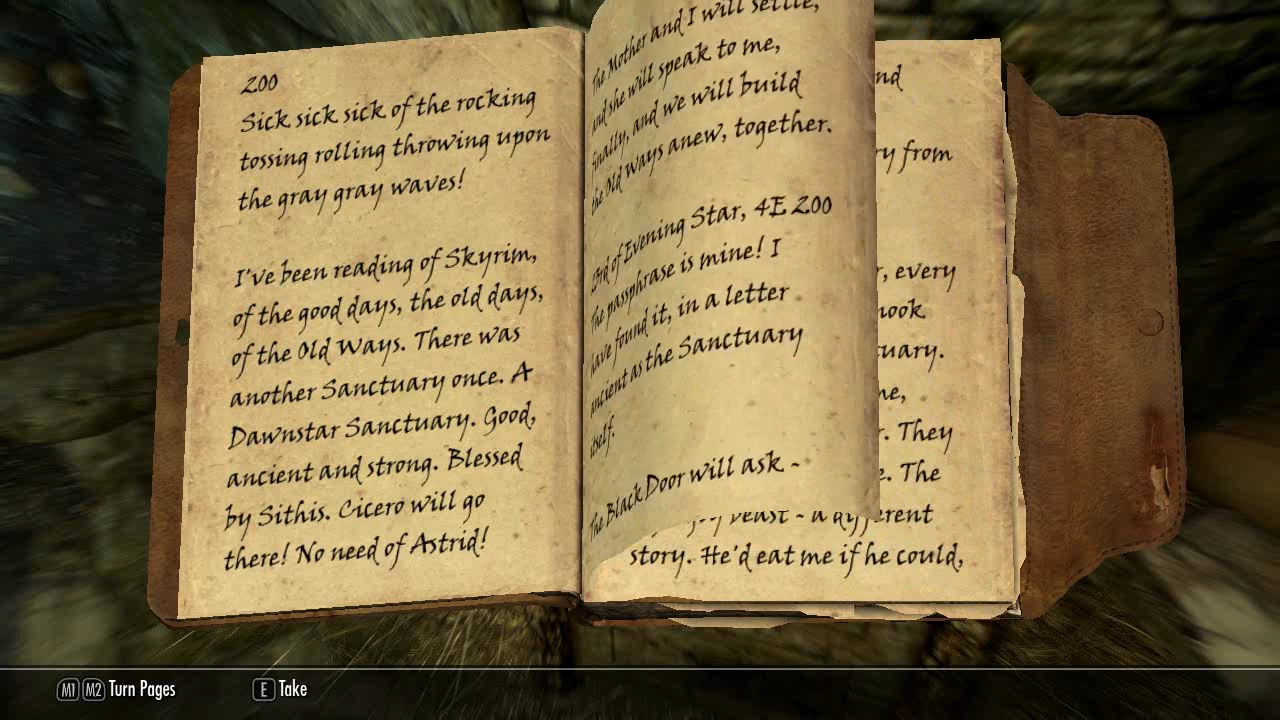 200
Sick sick sick of the rocking
tossing rolling throwing upon
the gray gray waves!
I've been reading of Skyrim,
of the good days, the old days,
of the Old Ways. There was
another Sanctuary once. A
Dawnstar Sanctuary. Good,
ancient and strong. Blessed
by Sithis. Cicero will go
there! No need of Astrid!
The Mother and I will settle,
and she will speak to me,
finally, and we will build
the Old Ways anew, together.
23rd of Evening Star, 4E 200
The passphrase is mine! I
have found it, in a letter
ancient as the Sanctuary
itself.
The Black Door will ask -
nd
ry from
, every
nook
tuary.
me,
r. They
e. The
beast - a different
story. He'd eat me if he could,
M1 M2 Turn Pages
E Take